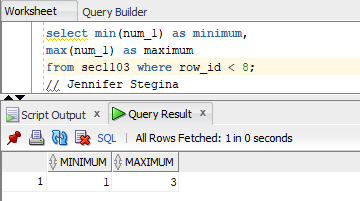 Worksheet Query Builder
select min(num_1) as minimum,
max(num_1) as maximum
from sec1103 where row_id < 8;
// Jennifer Stegina
Script Output x Query Result x
SQL | All Rows Fetched: 1 in 0 seconds
MINIMUM MAXIMUM
1 1 3